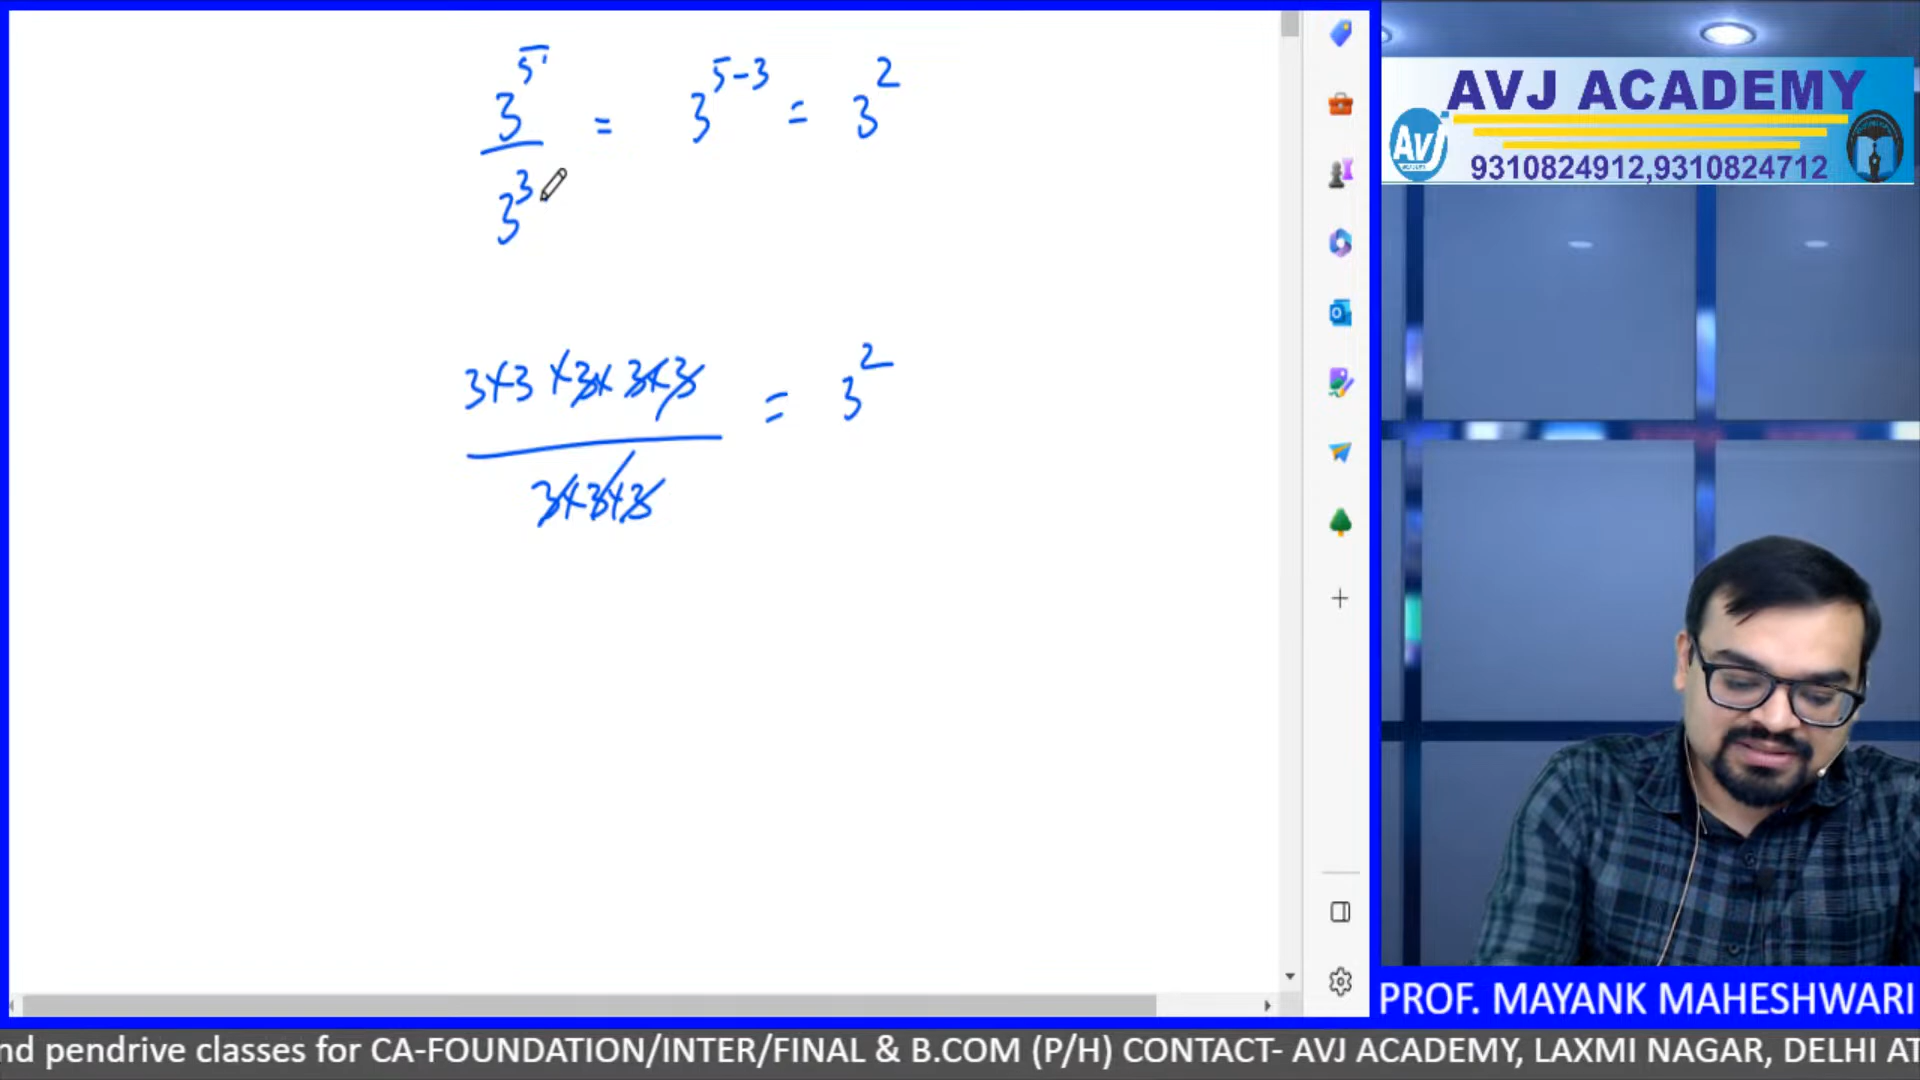 3^5 / 3^3 = 3^5-3 = 3^2
3×3×3×3×3 / 3×3×3 = 3^2
AVJ ACADEMY
AVJ
9310824912,9310824712
PROF. MAYANK MAHESHWARI
nd pendrive classes for CA-FOUNDATION/INTER/FINAL & B.COM (P/H) CONTACT- AVJ ACADEMY, LAXMI NAGAR, DELHI AT